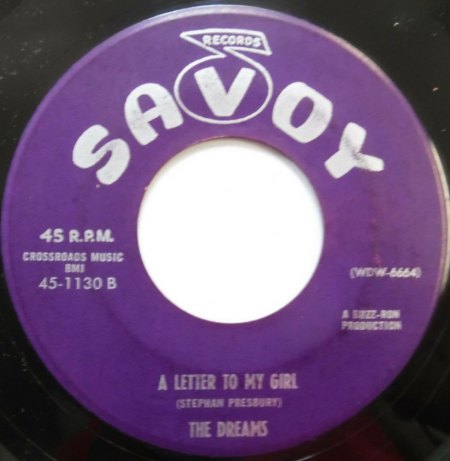 RECORDS
SAVOY
45 R.P.M.
CROSSROADS MUSIC
BMI
45-1130 B
(WDW-6664)
A BUZZ-RON
PRODUCTION
A LETTER TO MY GIRL
(STEPHAN PRESBURY)
THE DREAMS